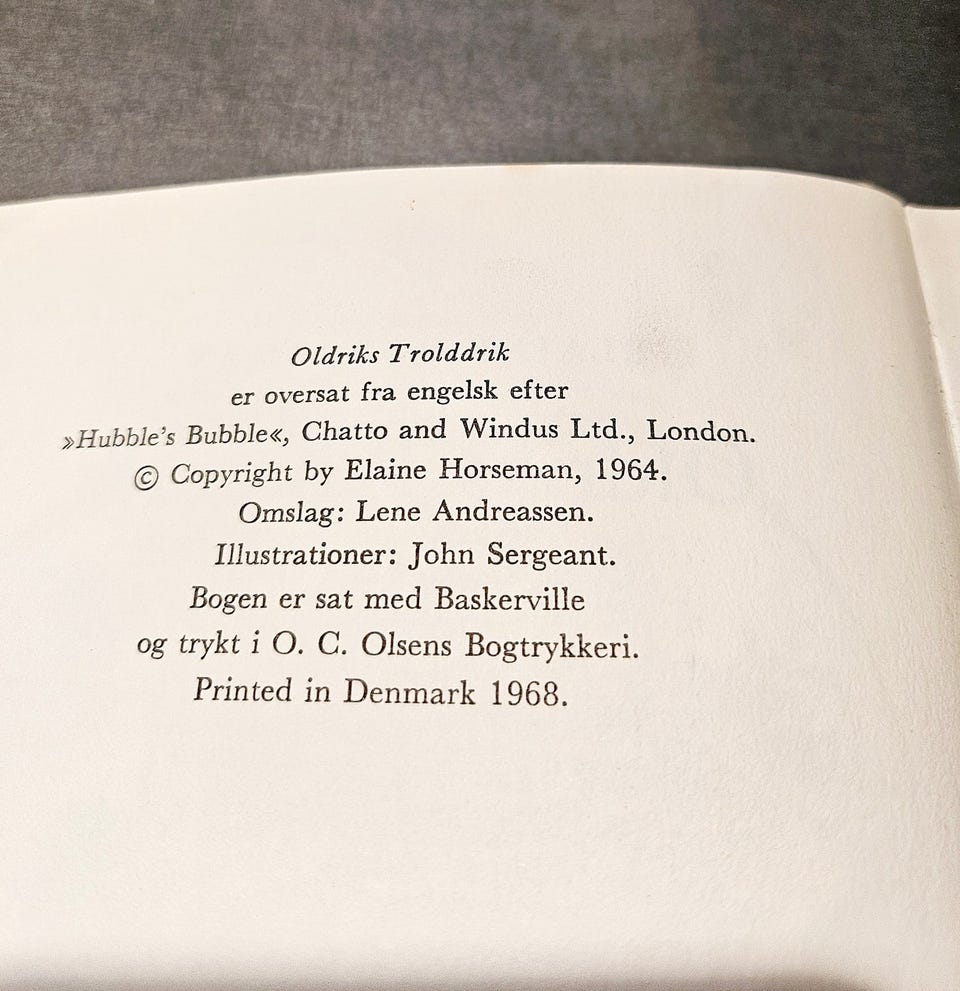 Oldriks Trolddrik
er oversat fra engelsk efter
»Hubble's Bubble«, Chatto and Windus Ltd., London.
© Copyright by Elaine Horseman, 1964.
Omslag: Lene Andreassen.
Illustrationer: John Sergeant.
Bogen er sat med Baskerville
og trykt i O. C. Olsens Bogtrykkeri.
Printed in Denmark 1968.